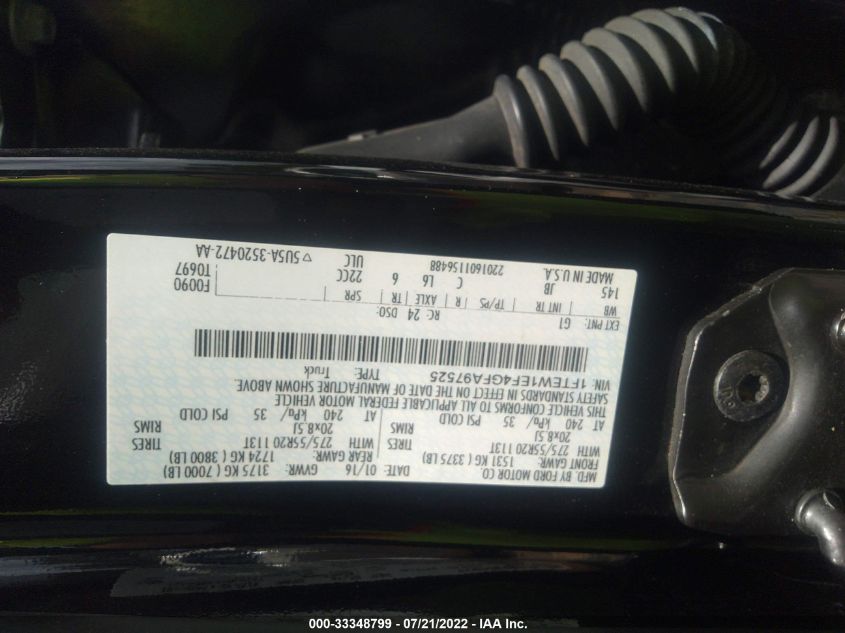 MFD. BY FORD MOTOR CO.
DATE: 01/16 GVWR: 3175 KG ( 7000 LB)
FRONT GAWR: 1531 KG ( 3375 LB) REAR GAWR: 1724 KG ( 3800 LB)
WITH 275/55R20 113T TIRES WITH 275/55R20 113T TIRES
20x8.5J RIMS 20x8.5J RIMS
AT 240 kPa/ 35 PSI COLD AT 240 kPa/ 35 PSI COLD
THIS VEHICLE CONFORMS TO ALL APPLICABLE FEDERAL MOTOR VEHICLE
SAFETY STANDARDS IN EFFECT ON THE DATE OF MANUFACTURE SHOWN ABOVE.
VIN: 1FTEW1EF4GFA97525 TYPE: Truck
F0090
T0697
EXT PNT: G1 RC: 24 DSO:
WB INT TR TP/PS R AXLE TR SPR
145 JB C L6 6 22CC
ULC
MADE IN U.S.A. 2201601156488 5U5A-3520472-AA
000-33348799 - 07/21/2022 - IAA Inc.